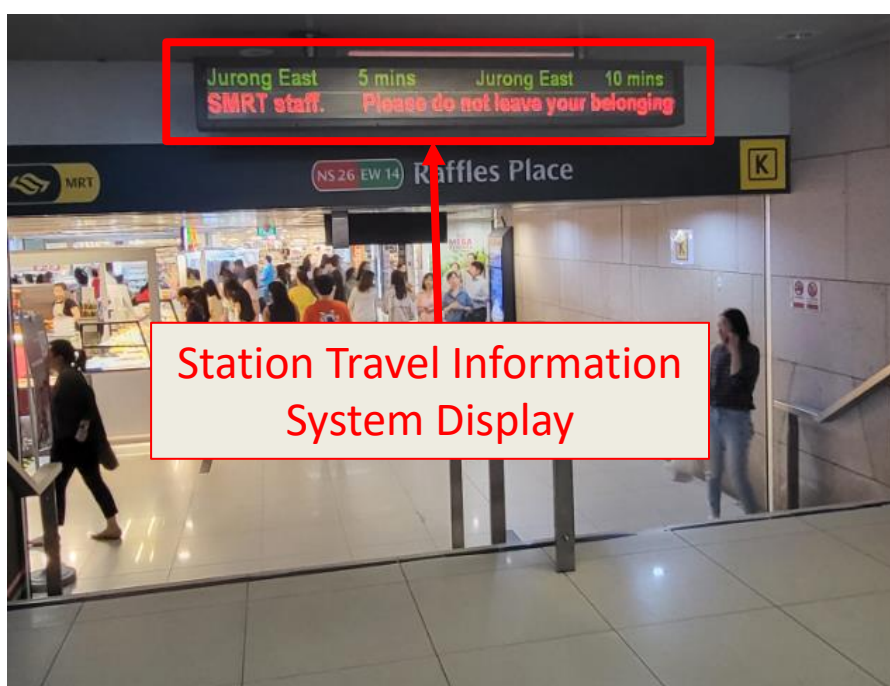 Jurong East 5 mins Jurong East 10 mins
SMRT staff. Please do not leave your belonging
MRT
NS 26 EW 14 Raffles Place
K
MEGA
Station Travel Information
System Display